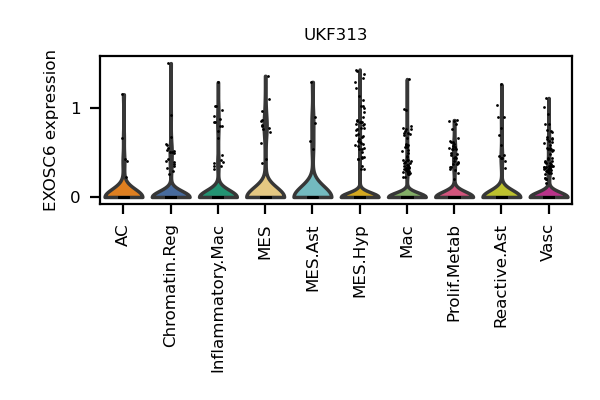 UKF313
EXOSC6 expression
1
0
AC
Chromatin.Reg
Inflammatory.Mac
MES
MES.Ast
MES.Hyp
Mac
Prolif.Metab
Reactive.Ast
Vasc